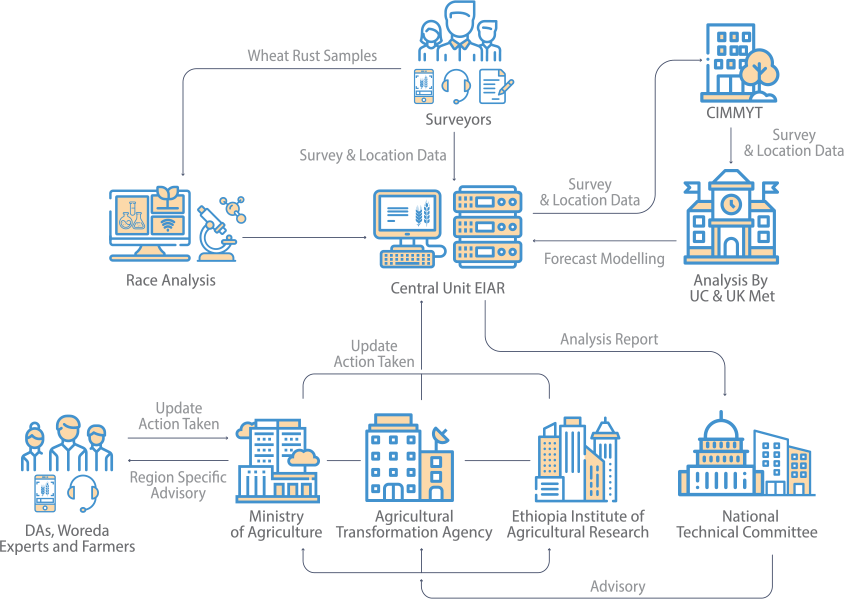 Wheat Rust Samples
Surveyors
CIMMYT
Survey
& Location Data
Survey & Location Data
Survey
& Location Data
Race Analysis
Central Unit EIAR
Forecast Modelling
Analysis By
UC & UK Met
Update
Action Taken
Analysis Report
Update
Action Taken
Region Specific
Advisory
DAs, Woreda
Experts and Farmers
Ministry
of Agriculture
Agricultural
Transformation Agency
Ethiopia Institute of
Agricultural Research
National
Technical Committee
Advisory